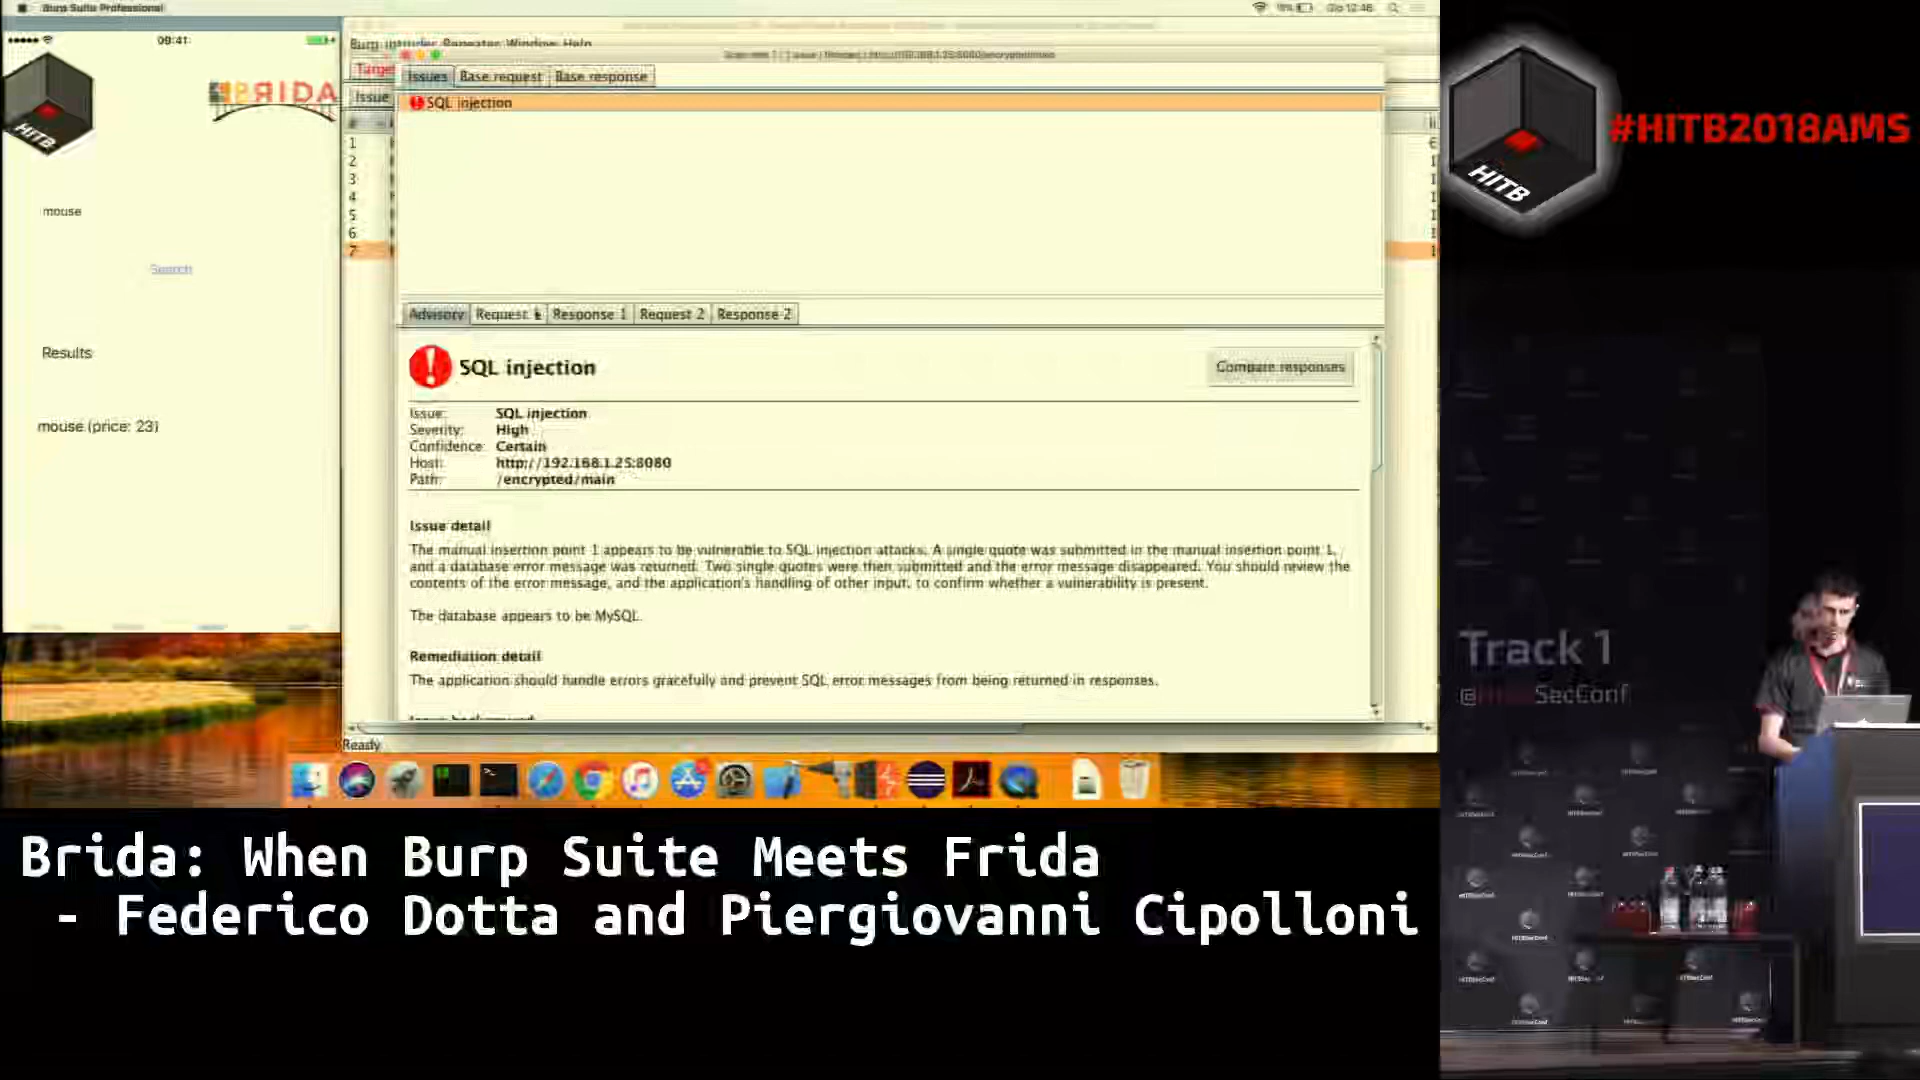 Burp Suite Professional
09:41
BRIDA
HITB
mouse
Search
Results
mouse (price: 23)
Burp Intruder Repeater Window Help
Target
Issue
1
2
3
4
5
6
7
Issues Base request Base response
SQL injection
Advisory Request Response 1 Request 2 Response 2
SQL injection
Compare responses
Issue: SQL injection
Severity: High
Confidence: Certain
Host: http://192.168.1.25:8080
Path: /encrypted/main
Issue detail
The manual insertion point 1 appears to be vulnerable to SQL injection attacks. A single quote was submitted in the manual insertion point 1,
and a database error message was returned. Two single quotes were then submitted and the error message disappeared. You should review the
contents of the error message, and the application's handling of other input, to confirm whether a vulnerability is present.
The database appears to be MySQL.
Remediation detail
The application should handle errors gracefully and prevent SQL error messages from being returned in responses.
Issue background
Ready
Brida: When Burp Suite Meets Frida
- Federico Dotta and Piergiovanni Cipolloni
HITB
#HITB2018AMS
Track 1
SecConf